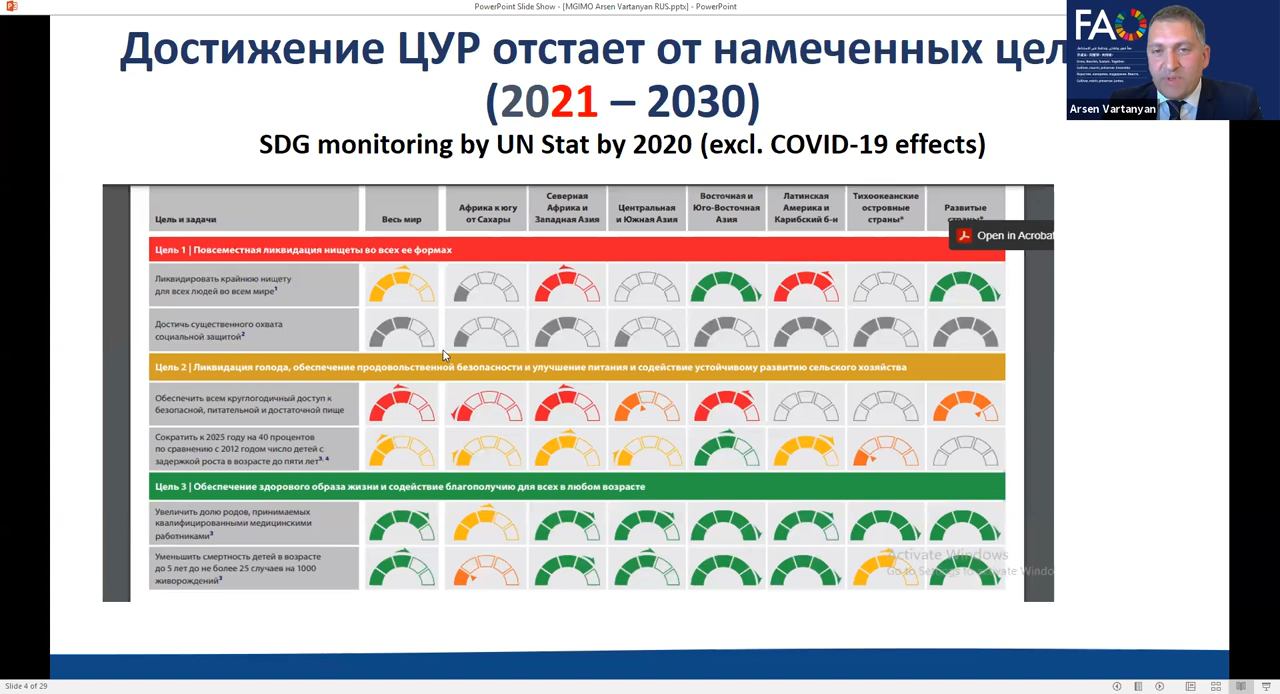 PowerPoint Slide Show - [MGIMO Arsen Vartanyan RUS.pptx] - PowerPoint
Достижение ЦУР отстает от намеченных цел
(2021 – 2030)
SDG monitoring by UN Stat by 2020 (excl. COVID-19 effects)
FAO
Arsen Vartanyan
Цель и задачи
Весь мир
Африка к югу
от Сахары
Северная
Африка и
Западная Азия
Центральная
и Южная Азия
Восточная и
Юго-Восточная
Азия
Латинская
Америка и
Карибский б-н
Тихоокеанские
островные
страны*
Развитые
страны*
Open in Acrobat
Цель 1 | Повсеместная ликвидация нищеты во всех ее формах
Ликвидировать крайнюю нищету
для всех людей во всем мире1
Достичь существенного охвата
социальной защитой2
Цель 2 | Ликвидация голода, обеспечение продовольственной безопасности и улучшение питания и содействие устойчивому развитию сельского хозяйства
Обеспечить всем круглогодичный доступ к
безопасной, питательной и достаточной пище
Сократить к 2025 году на 40 процентов
по сравнению с 2012 годом число детей с
задержкой роста в возрасте до пяти лет3, 4
Цель 3 | Обеспечение здорового образа жизни и содействие благополучию для всех в любом возрасте
Увеличить долю родов, принимаемых
квалифицированными медицинскими
работниками3
Уменьшить смертность детей в возрасте
до 5 лет до не более 25 случаев на 1000
живорождений3
Activate Windows
Go to Settings to activate Windo
Slide 4 of 29